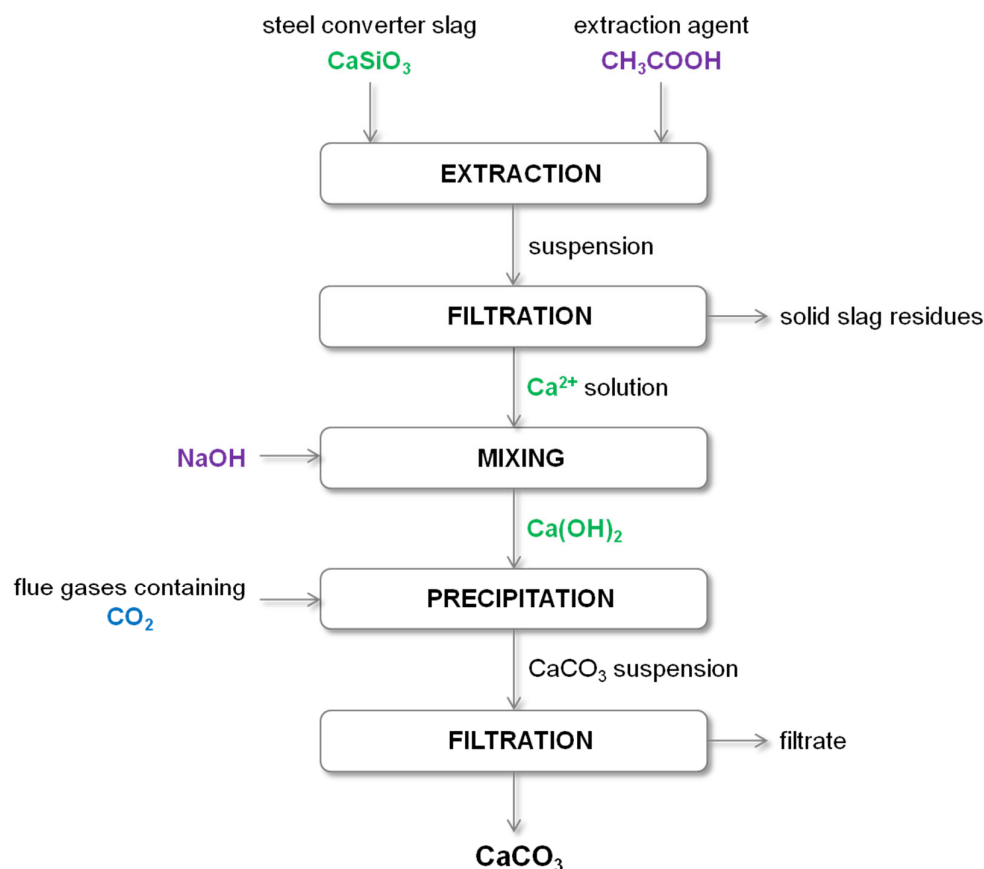 steel converter slag
CaSiO₃
extraction agent
CH₃COOH
EXTRACTION
suspension
FILTRATION
solid slag residues
Ca²⁺ solution
NaOH
MIXING
Ca(OH)₂
flue gases containing
CO₂
PRECIPITATION
CaCO₃ suspension
FILTRATION
filtrate
CaCO₃